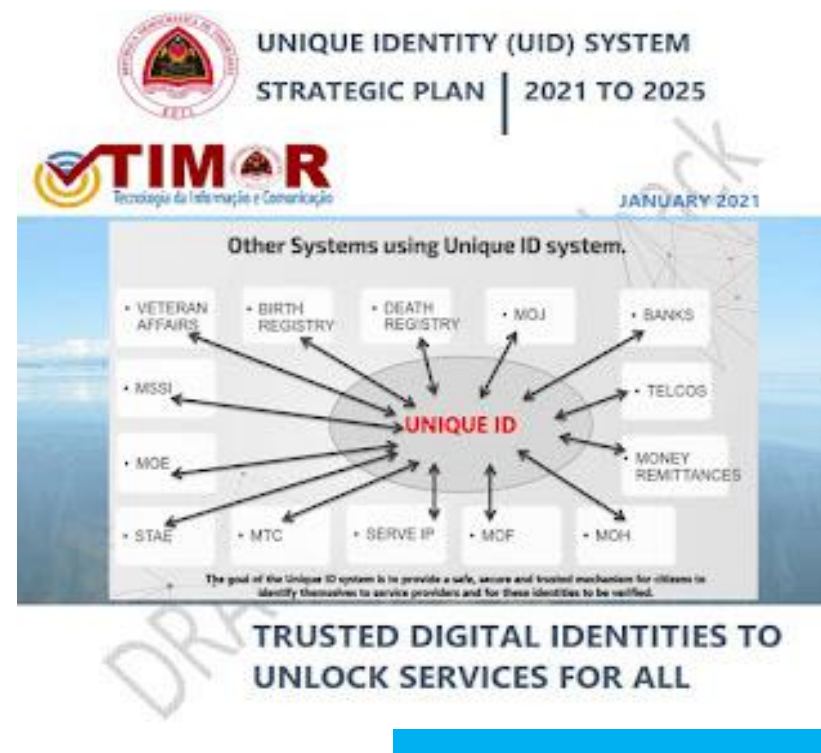 UNIQUE IDENTITY (UID) SYSTEM
STRATEGIC PLAN | 2021 TO 2025
TIMOR
Tecnologia da Informação e Comunicação
JANUARY 2021
Other Systems using Unique ID system.
• VETERAN AFFAIRS
• BIRTH REGISTRY
• DEATH REGISTRY
• MOJ
• BANKS
• MSSI
• TELCOS
UNIQUE ID
• MOE
• MONEY REMITTANCES
• STAE
• MTC
• SERVE IP
• MOF
• MOH
The goal of the Unique ID system is to provide a safe, secure and trusted mechanism for citizens to
identify themselves to service providers and for these identities to be verified.
TRUSTED DIGITAL IDENTITIES TO
UNLOCK SERVICES FOR ALL